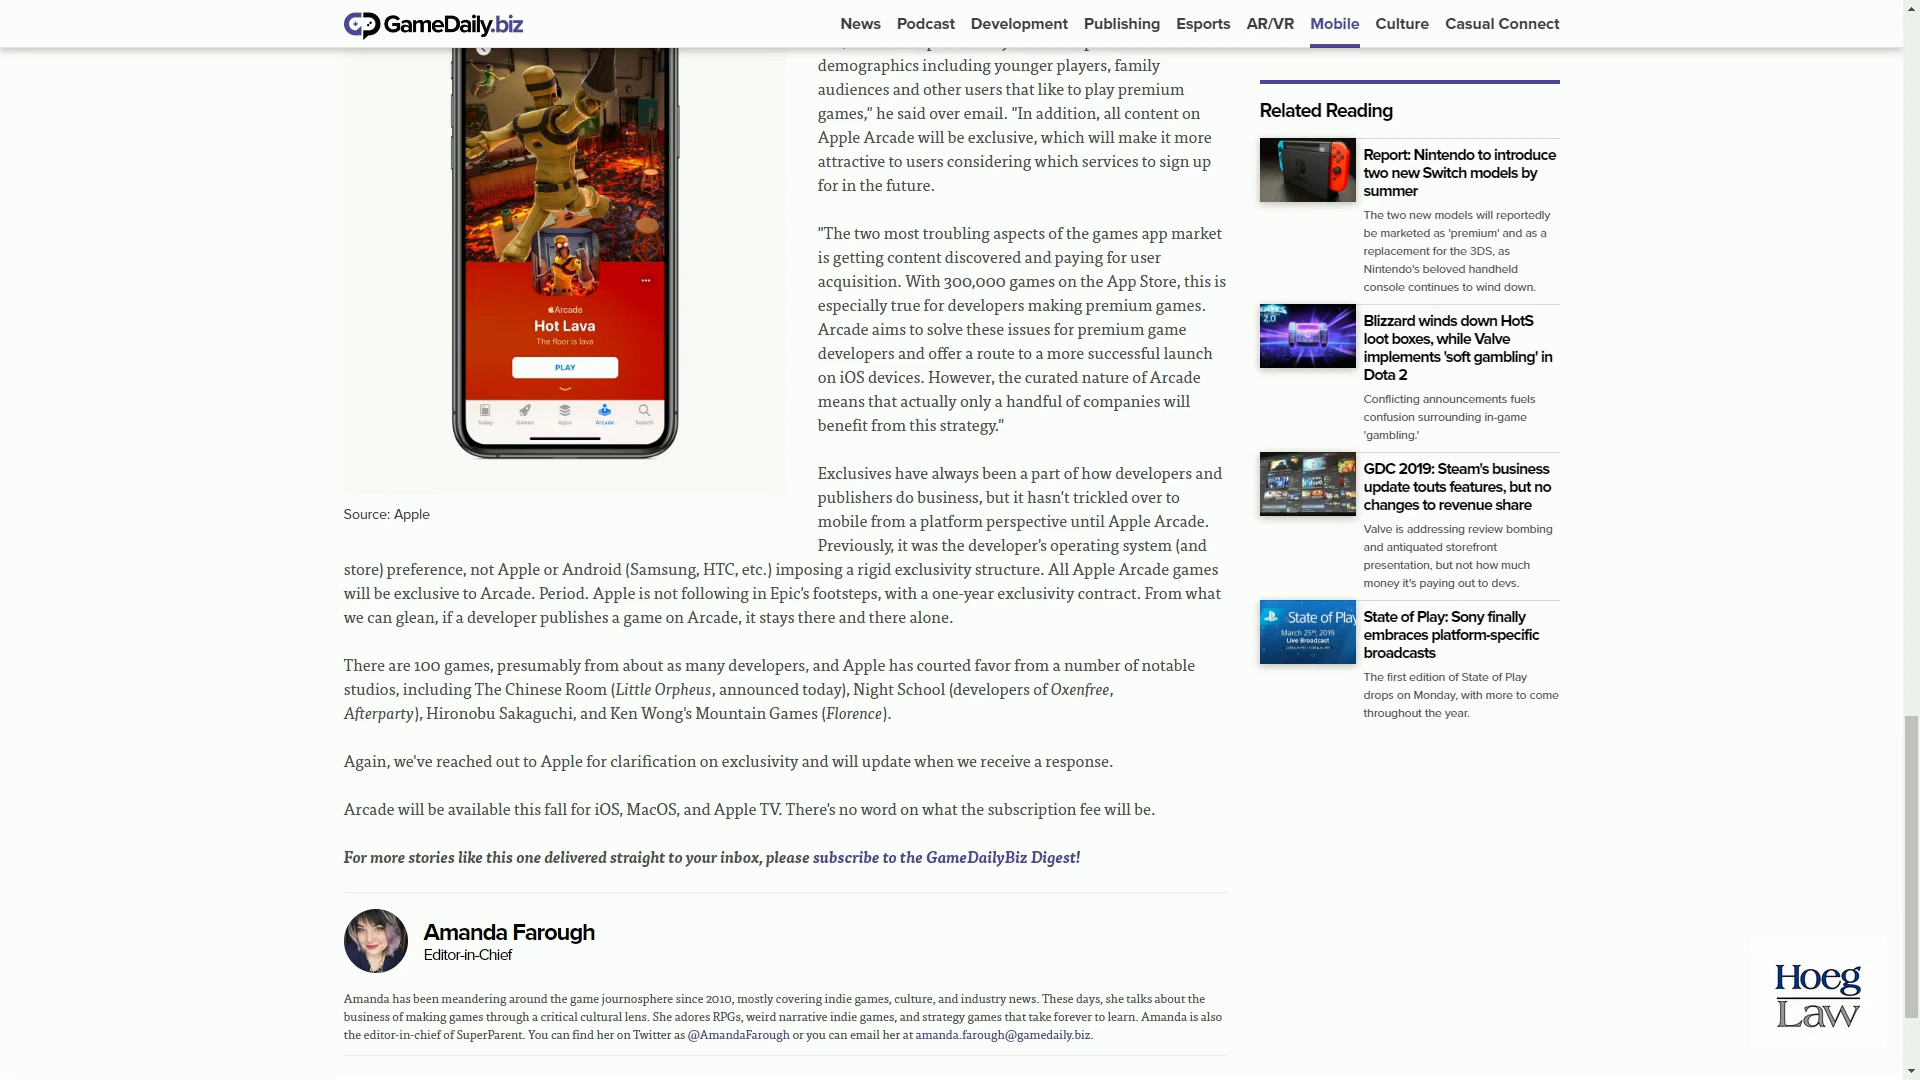 GameDaily.biz
News Podcast Development Publishing Esports AR/VR Mobile Culture Casual Connect
demographics including younger players, family
audiences and other users that like to play premium
games," he said over email. "In addition, all content on
Apple Arcade will be exclusive, which will make it more
attractive to users considering which services to sign up
for in the future.
"The two most troubling aspects of the games app market
is getting content discovered and paying for user
acquisition. With 300,000 games on the App Store, this is
especially true for developers making premium games.
Arcade aims to solve these issues for premium game
developers and offer a route to a more successful launch
on iOS devices. However, the curated nature of Arcade
means that actually only a handful of companies will
benefit from this strategy."
Arcade
Hot Lava
The floor is lava
PLAY
Today Games Apps Arcade Search
Source: Apple
Exclusives have always been a part of how developers and
publishers do business, but it hasn't trickled over to
mobile from a platform perspective until Apple Arcade.
Previously, it was the developer's operating system (and
store) preference, not Apple or Android (Samsung, HTC, etc.) imposing a rigid exclusivity structure. All Apple Arcade games
will be exclusive to Arcade. Period. Apple is not following in Epic's footsteps, with a one-year exclusivity contract. From what
we can glean, if a developer publishes a game on Arcade, it stays there and there alone.
There are 100 games, presumably from about as many developers, and Apple has courted favor from a number of notable
studios, including The Chinese Room (Little Orpheus, announced today), Night School (developers of Oxenfree,
Afterparty), Hironobu Sakaguchi, and Ken Wong's Mountain Games (Florence).
Again, we've reached out to Apple for clarification on exclusivity and will update when we receive a response.
Arcade will be available this fall for iOS, MacOS, and Apple TV. There's no word on what the subscription fee will be.
For more stories like this one delivered straight to your inbox, please subscribe to the GameDailyBiz Digest!
Amanda Farough
Editor-in-Chief
Amanda has been meandering around the game journosphere since 2010, mostly covering indie games, culture, and industry news. These days, she talks about the
business of making games through a critical cultural lens. She adores RPGs, weird narrative indie games, and strategy games that take forever to learn. Amanda is also
the editor-in-chief of SuperParent. You can find her on Twitter as @AmandaFarough or you can email her at amanda.farough@gamedaily.biz.
Related Reading
Report: Nintendo to introduce
two new Switch models by
summer
The two new models will reportedly
be marketed as 'premium' and as a
replacement for the 3DS, as
Nintendo's beloved handheld
console continues to wind down.
2.0
Blizzard winds down HotS
loot boxes, while Valve
implements 'soft gambling' in
Dota 2
Conflicting announcements fuels
confusion surrounding in-game
'gambling.'
GDC 2019: Steam's business
update touts features, but no
changes to revenue share
Valve is addressing review bombing
and antiquated storefront
presentation, but not how much
money it's paying out to devs.
State of Play
March 25th, 2019
Live Broadcast
State of Play: Sony finally
embraces platform-specific
broadcasts
The first edition of State of Play
drops on Monday, with more to come
throughout the year.
Hoeg
Law